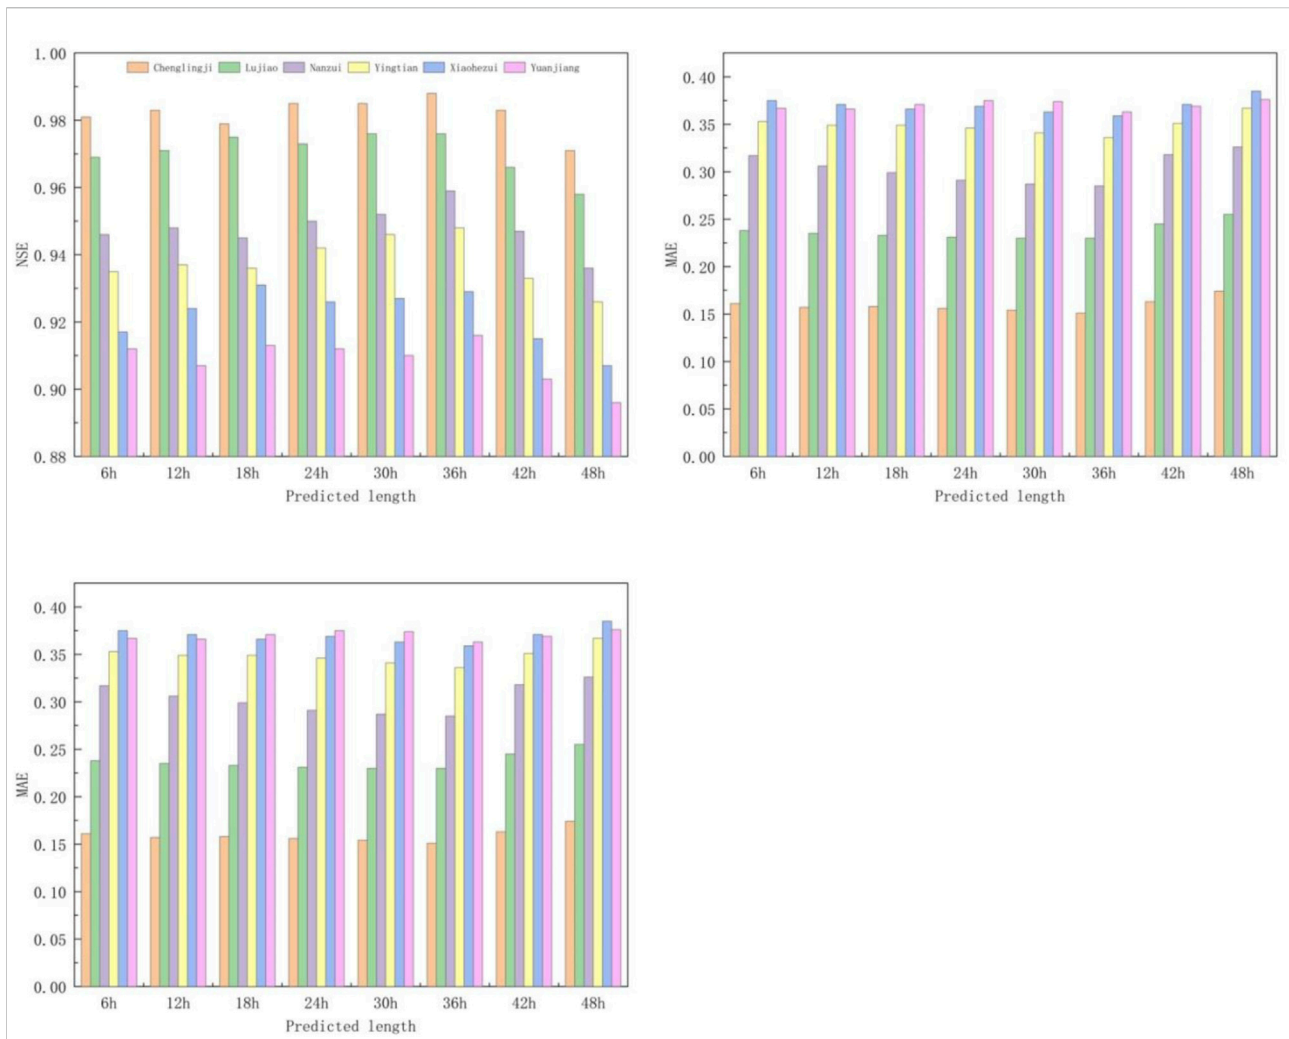 1.00
0.98
0.96
0.94
0.92
0.90
0.88
NSE
Chenglingji Lujiao Nanzui Yingtian Xiaohezui Yuanjiang
6h 12h 18h 24h 30h 36h 42h 48h
Predicted length
0.40
0.35
0.30
0.25
0.20
0.15
0.10
0.05
0.00
MAE
6h 12h 18h 24h 30h 36h 42h 48h
Predicted length
0.40
0.35
0.30
0.25
0.20
0.15
0.10
0.05
0.00
MAE
6h 12h 18h 24h 30h 36h 42h 48h
Predicted length